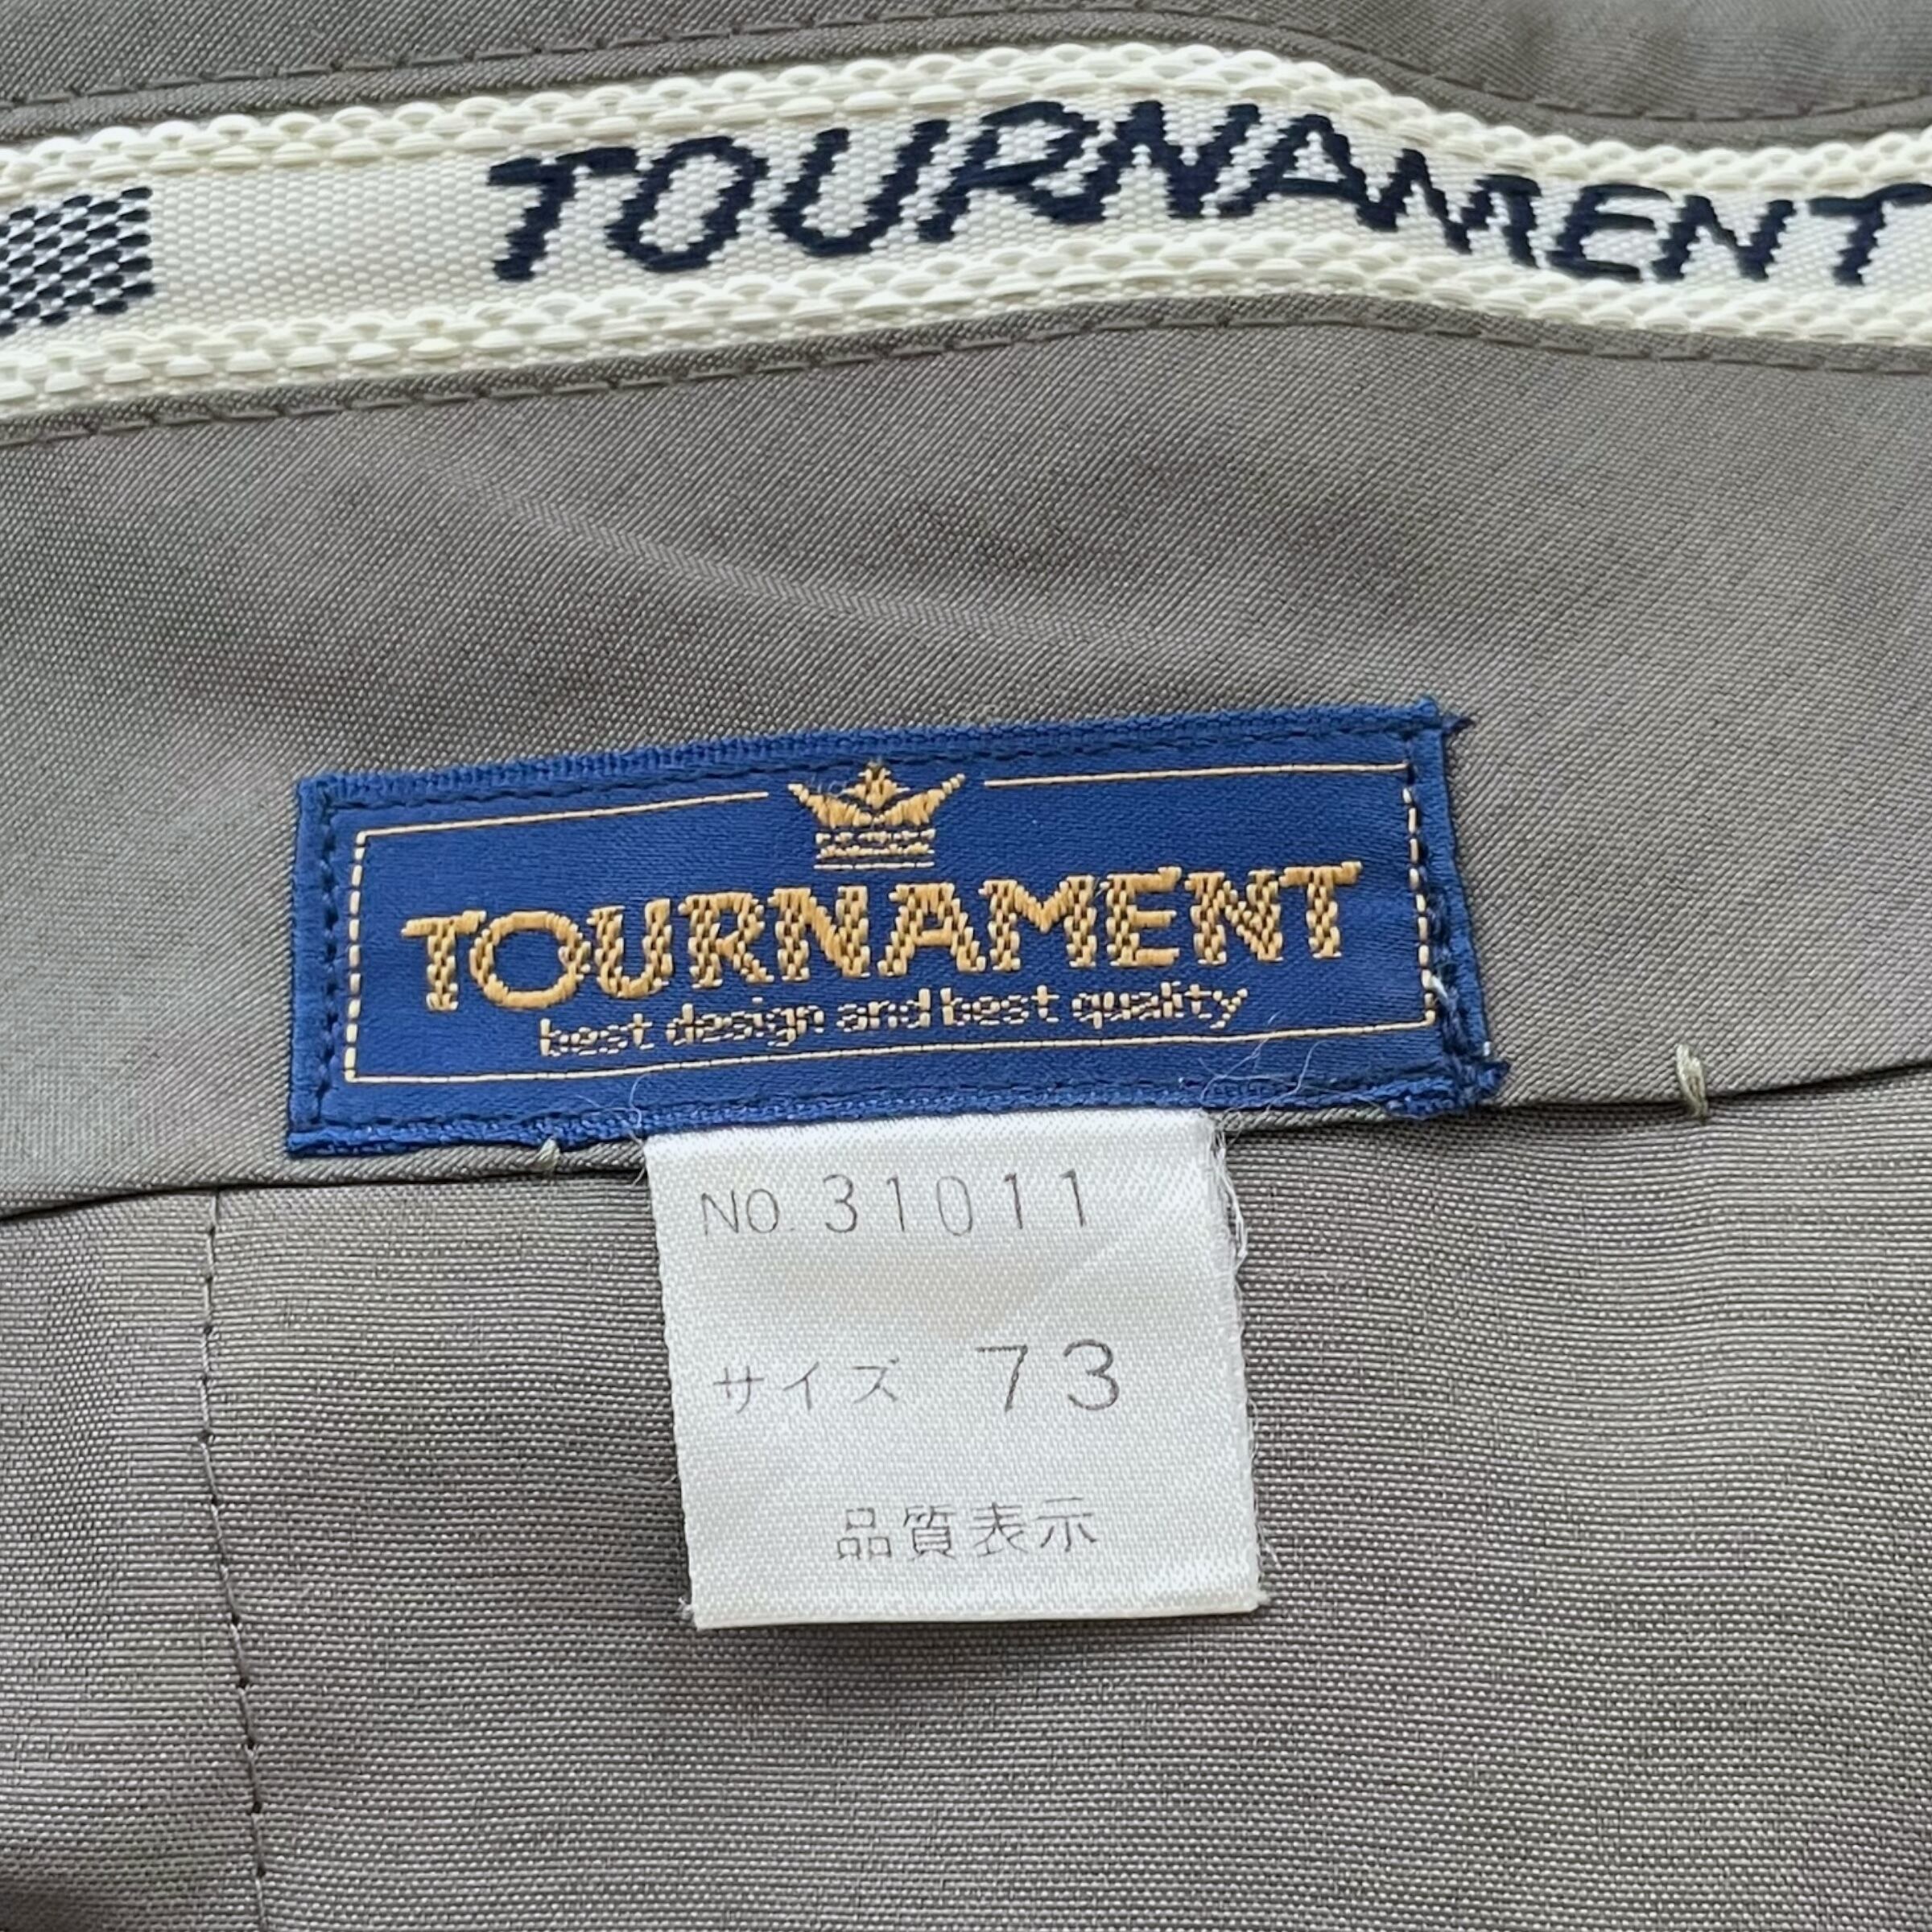 TOURNAMENT
TOURNAMENT
best design and best quality
NO. 31011
サイズ 73
品質表示